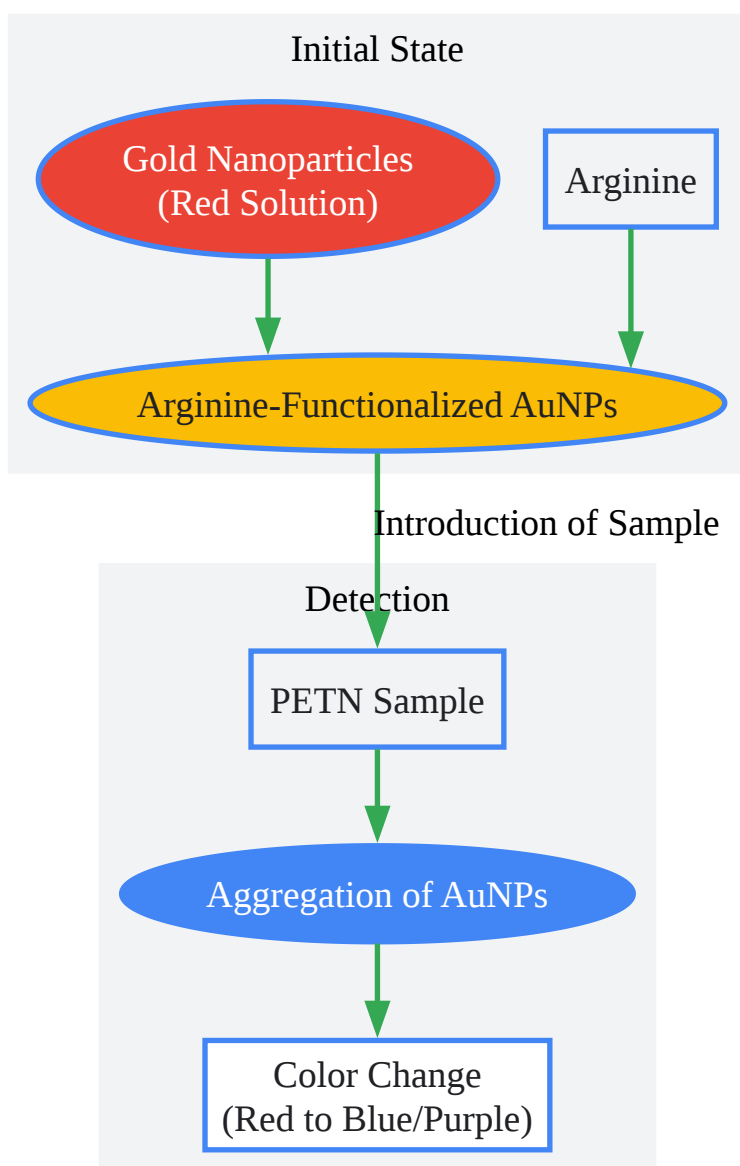 Initial State
Gold Nanoparticles
(Red Solution)
Arginine
Arginine-Functionalized AuNPs
Introduction of Sample
Detection
PETN Sample
Aggregation of AuNPs
Color Change
(Red to Blue/Purple)